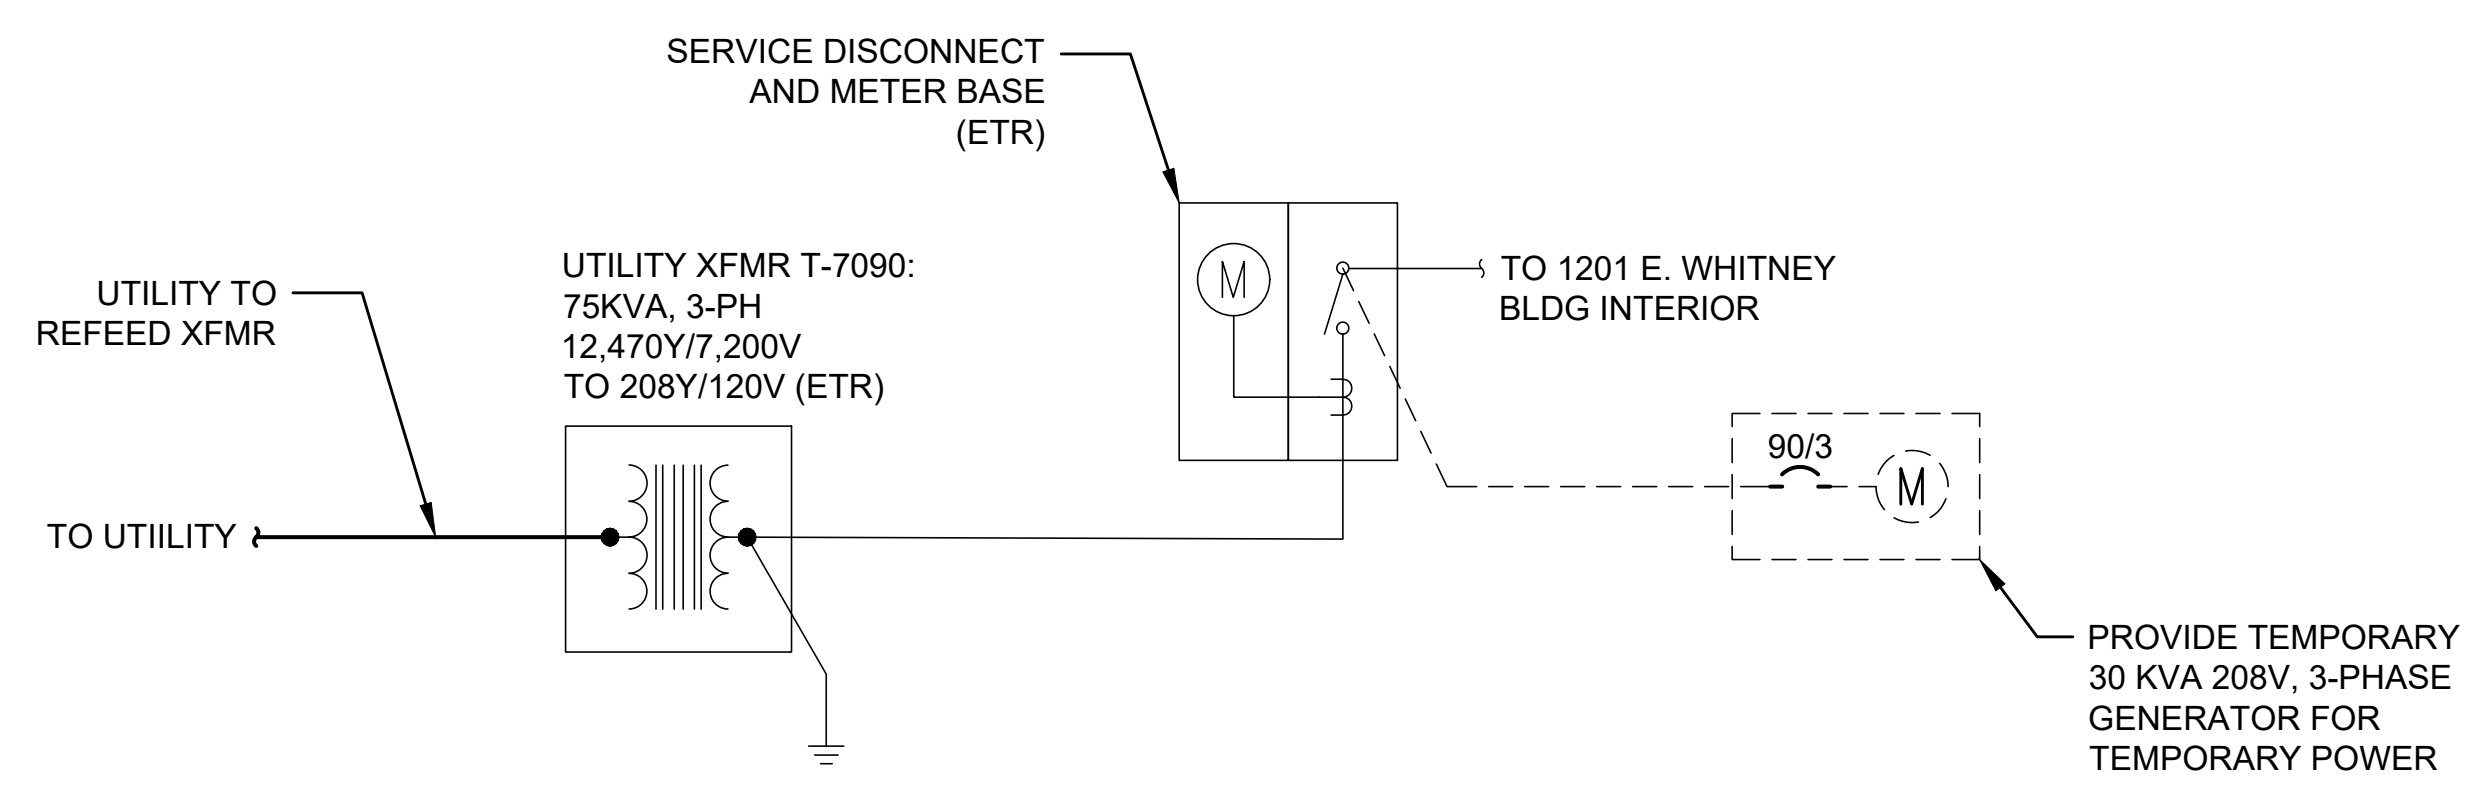 SERVICE DISCONNECT
AND METER BASE
(ETR)
UTILITY TO
REFEED XFMR
UTILITY XFMR T-7090:
75KVA, 3-PH
12,470Y/7,200V
TO 208Y/120V (ETR)
M
TO 1201 E. WHITNEY
BLDG INTERIOR
90/3
M
TO UTIILITY
PROVIDE TEMPORARY
30 KVA 208V, 3-PHASE
GENERATOR FOR
TEMPORARY POWER